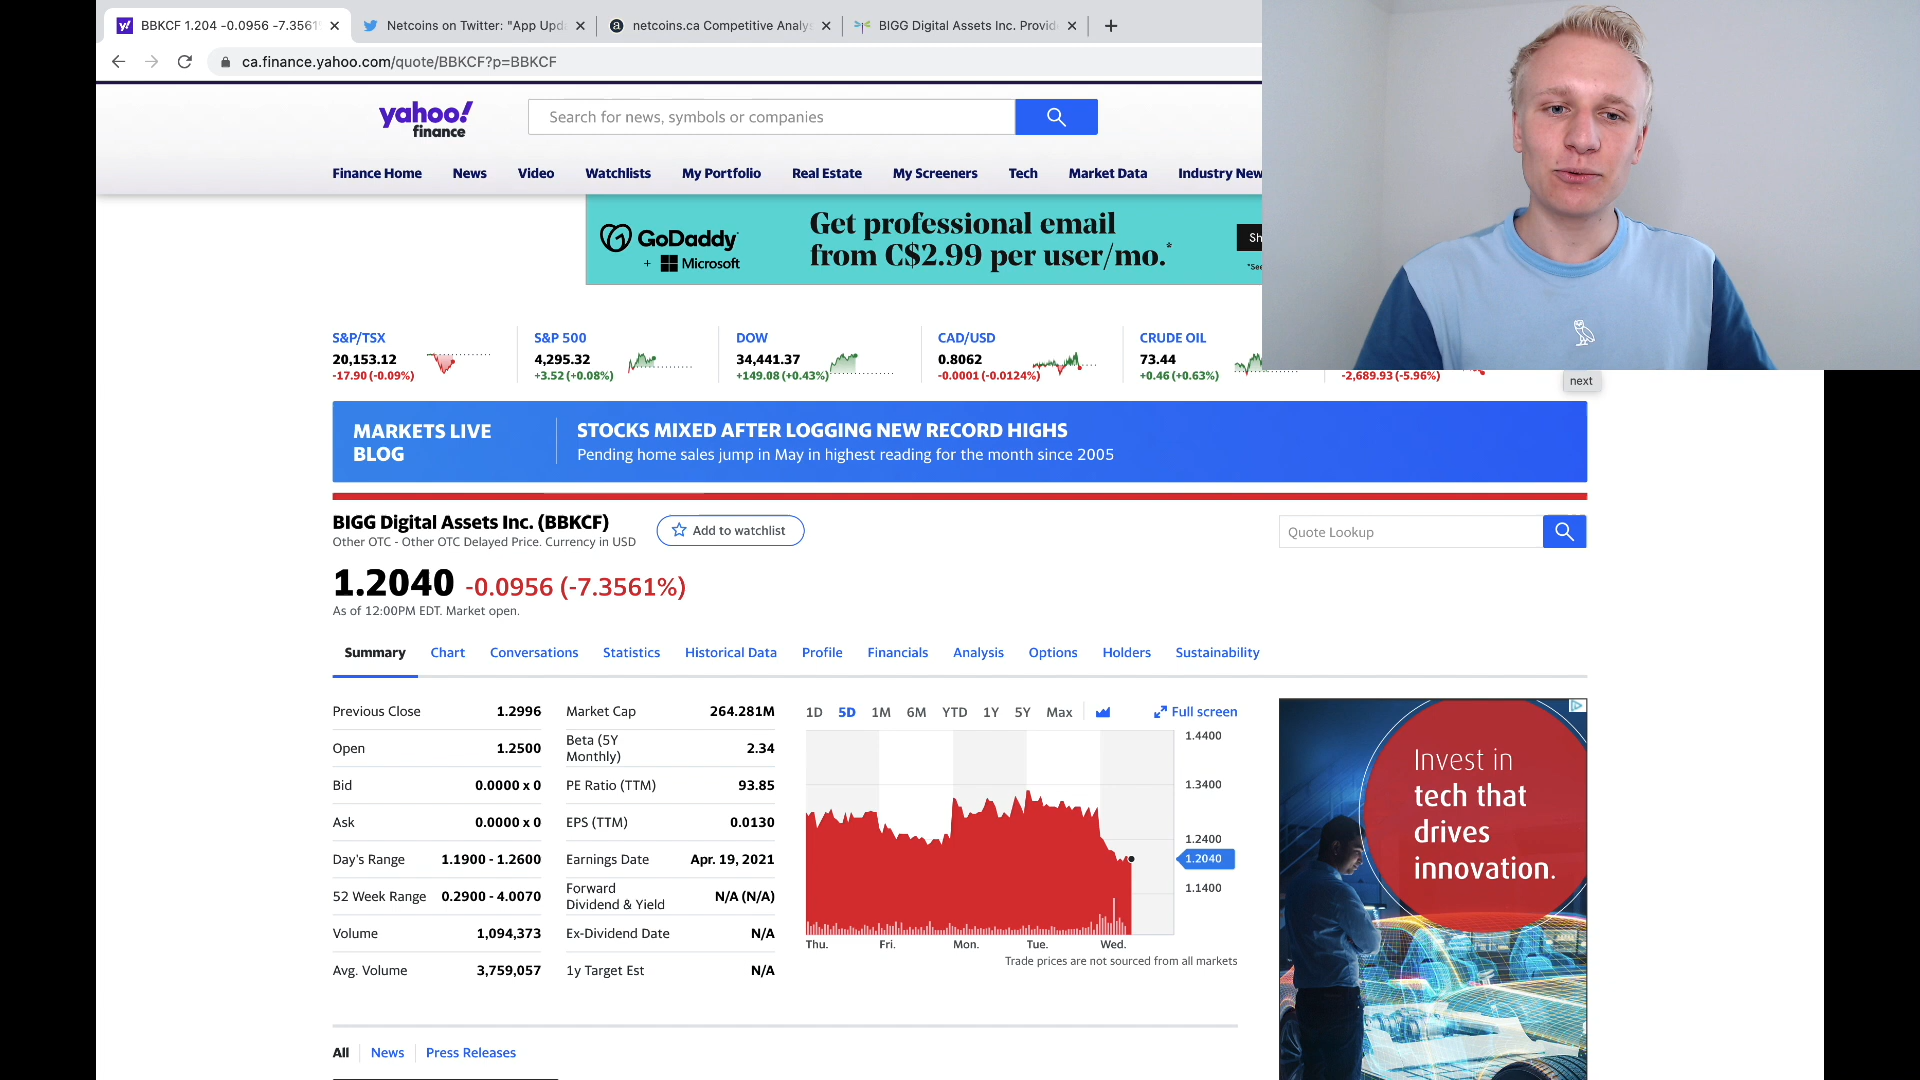 BBKCF 1.204 -0.0956 -7.3561
Netcoins on Twitter: "App Upd
netcoins.ca Competitive Analy
BIGG Digital Assets Inc. Provid
ca.finance.yahoo.com/quote/BBKCF?p=BBKCF
yahoo!
finance
Search for news, symbols or companies
Finance Home News Video Watchlists My Portfolio Real Estate My Screeners Tech Market Data Industry New
GoDaddy
+ Microsoft
Get professional email
from C$2.99 per user/mo.*
Sh
*See
S&P/TSX
20,153.12
-17.90 (-0.09%)
S&P 500
4,295.32
+3.52 (+0.08%)
DOW
34,441.37
+149.08 (+0.43%)
CAD/USD
0.8062
-0.0001 (-0.0124%)
CRUDE OIL
73.44
+0.46 (+0.63%)
-2,689.93 (-5.96%)
next
MARKETS LIVE
BLOG
STOCKS MIXED AFTER LOGGING NEW RECORD HIGHS
Pending home sales jump in May in highest reading for the month since 2005
BIGG Digital Assets Inc. (BBKCF)
Other OTC - Other OTC Delayed Price. Currency in USD
Add to watchlist
Quote Lookup
1.2040 -0.0956 (-7.3561%)
As of 12:00PM EDT. Market open.
Summary Chart Conversations Statistics Historical Data Profile Financials Analysis Options Holders Sustainability
Previous Close 1.2996
Open 1.2500
Bid 0.0000 x 0
Ask 0.0000 x 0
Day's Range 1.1900 - 1.2600
52 Week Range 0.2900 - 4.0070
Volume 1,094,373
Avg. Volume 3,759,057
Market Cap 264.281M
Beta (5Y
Monthly) 2.34
PE Ratio (TTM) 93.85
EPS (TTM) 0.0130
Earnings Date Apr. 19, 2021
Forward
Dividend & Yield N/A (N/A)
Ex-Dividend Date N/A
1y Target Est N/A
1D 5D 1M 6M YTD 1Y 5Y Max
Full screen
1.4400
1.3400
1.2400
1.2040
1.1400
Thu. Fri. Mon. Tue. Wed.
Trade prices are not sourced from all markets
Invest in
tech that
drives
innovation.
All News Press Releases